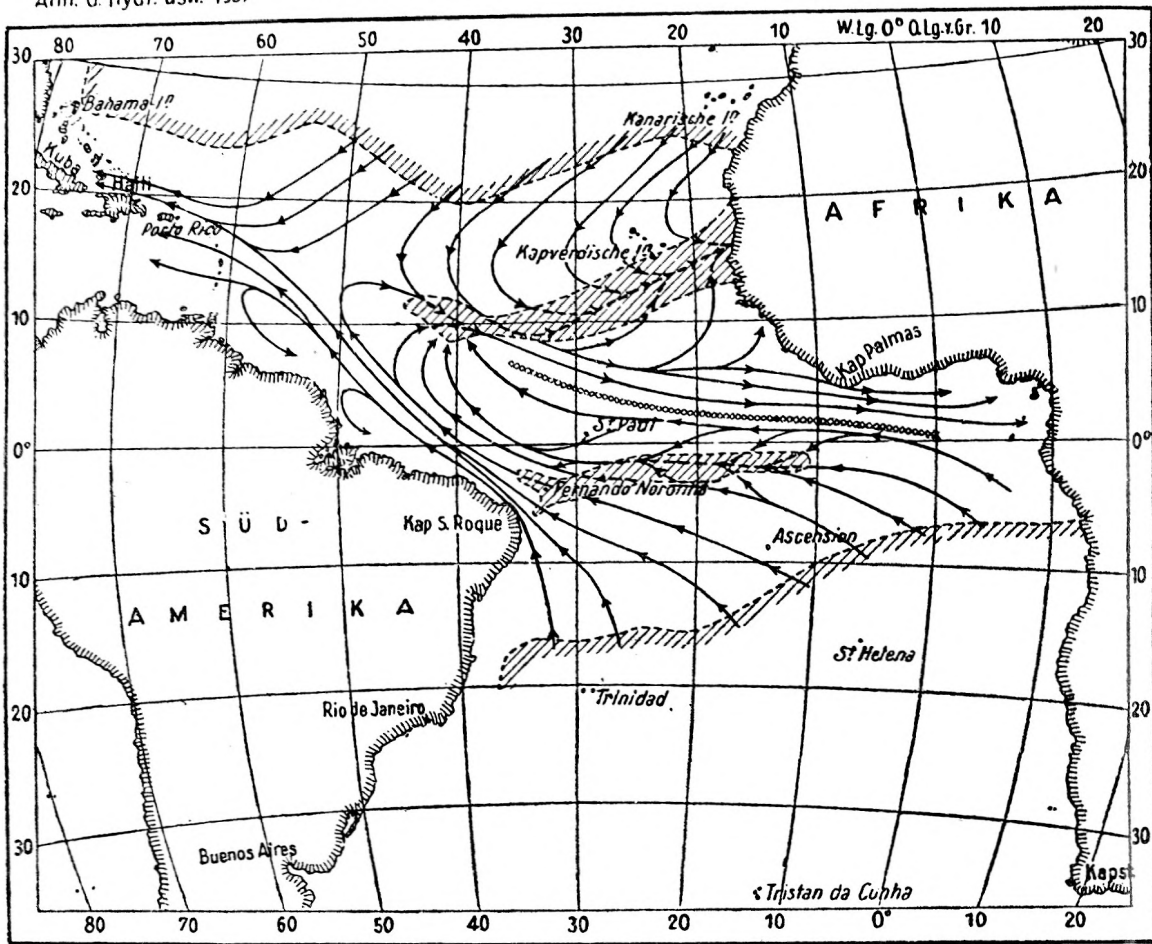 Ann. d. Hydr. usw. 193
80 70 60 50 40 30 20 10 W.Lg. 0° O.Lg.v.Gr. 10 20
30 30
Bahama-Iⁿ
Kanarische Iⁿ
Kuba
Haiti
20 20
AFRIKA
Porto Rico
Kapverdische Iⁿ
10 10
Kap Palmas
St Paul
0° 0°
Fernando Noronha
SÜD-
Kap S. Roque
Ascension
10 10
AMERIKA
St Helena
Trinidad
Rio de Janeiro
20 20
30 30
Buenos Aires
Kapst
Tristan da Cunha
80 70 60 50 40 30 20 10 0° 10 20